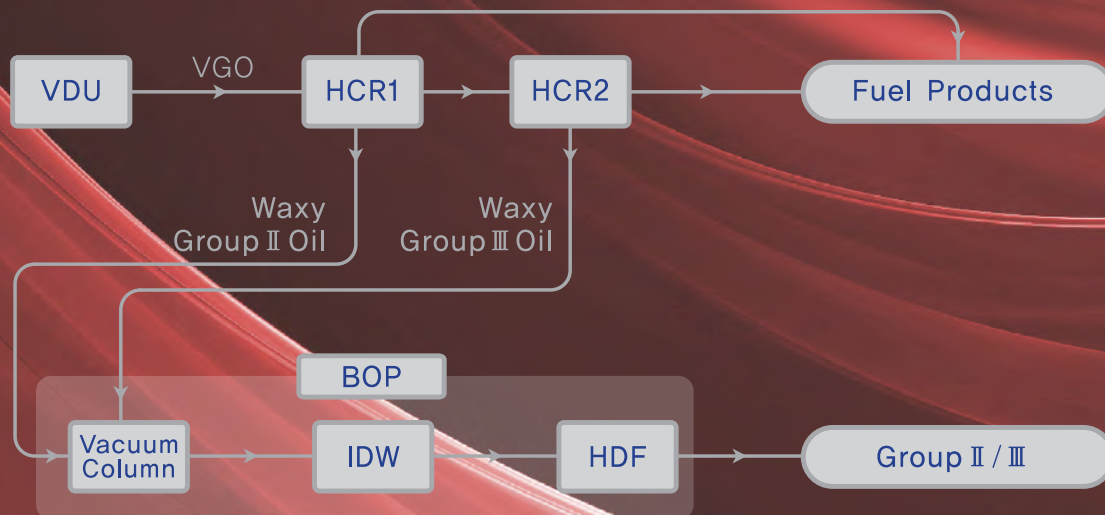 VGO
VDU
HCR1
HCR2
Fuel Products
Waxy
Group Ⅱ Oil
Waxy
Group Ⅲ Oil
BOP
Vacuum
Column
IDW
HDF
Group Ⅱ / Ⅲ